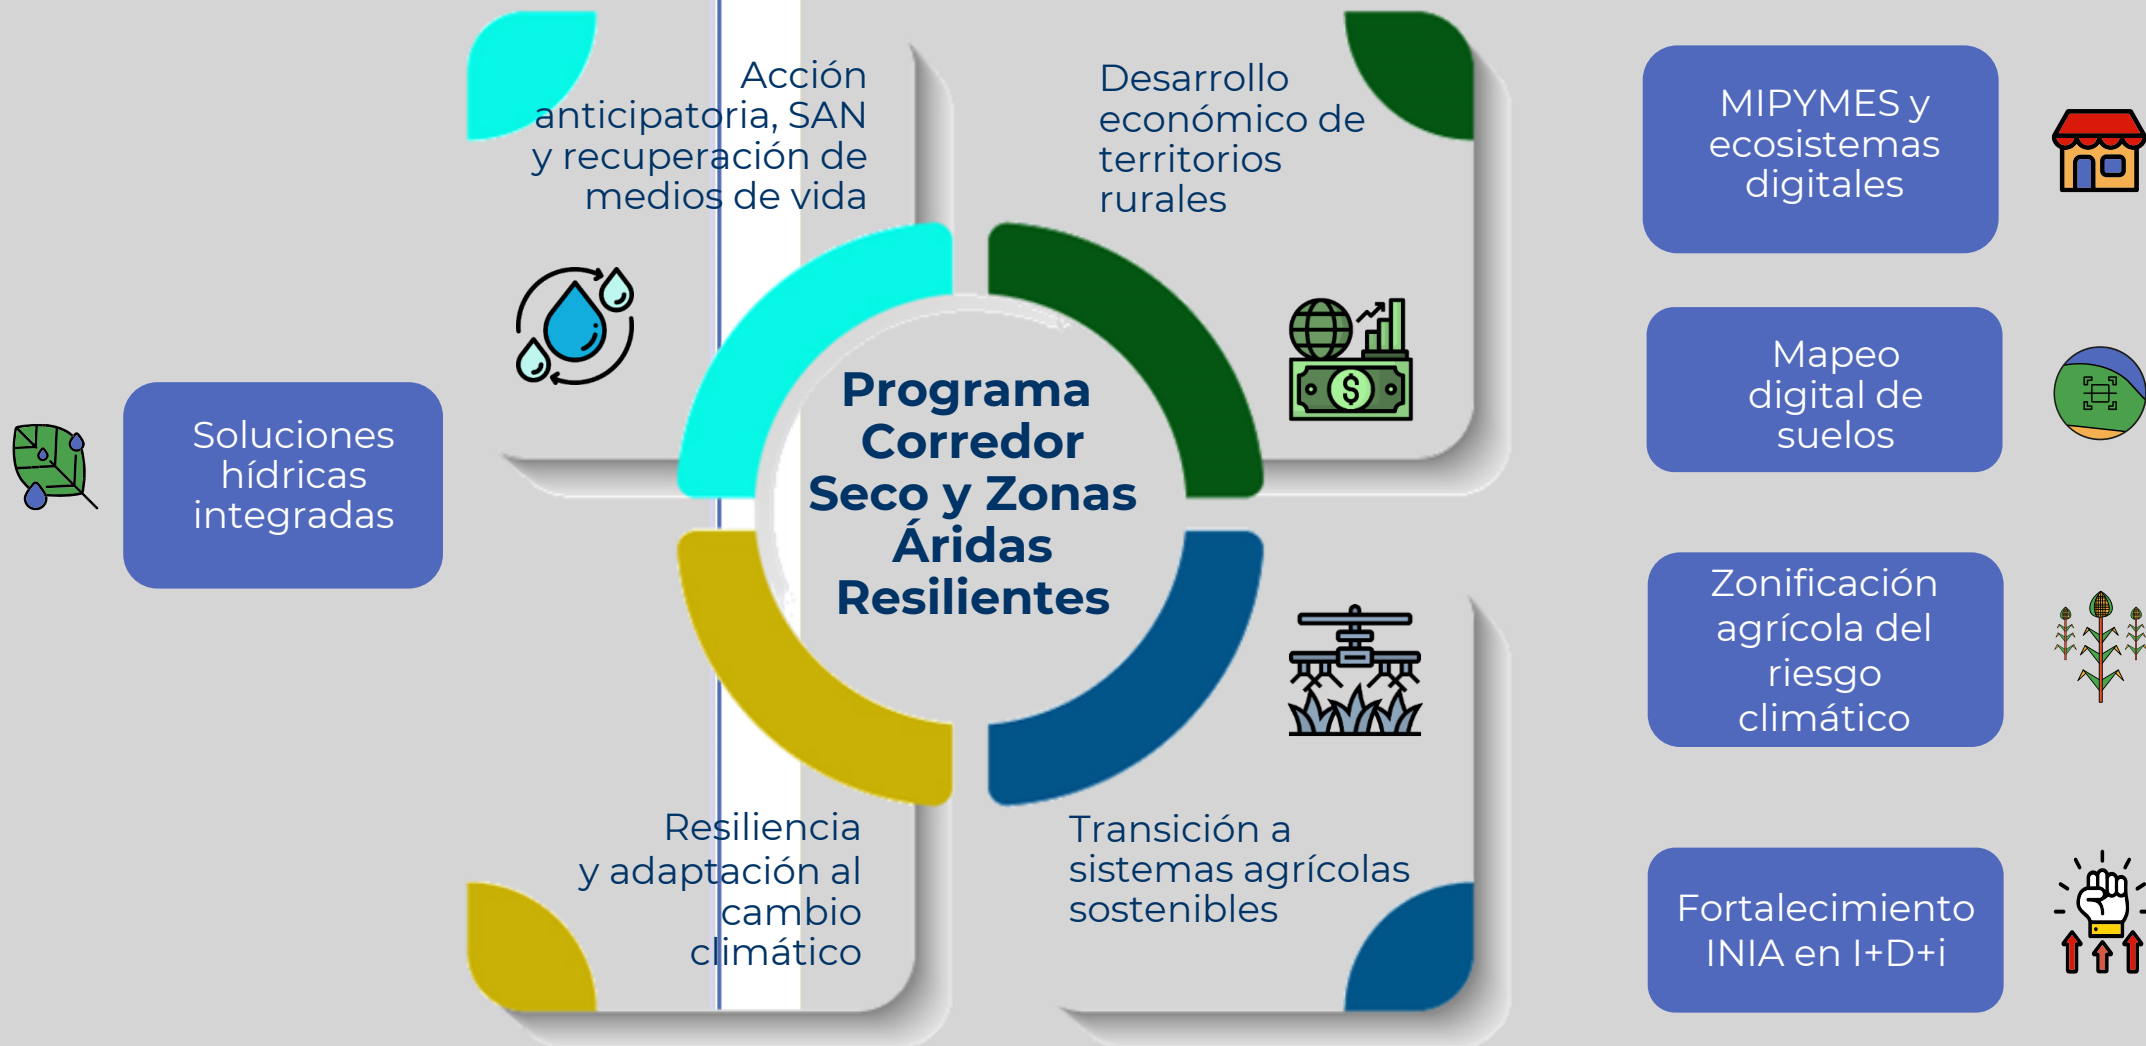 Acción
anticipatoria, SAN
y recuperación de
medios de vida
Desarrollo
económico de
territorios
rurales
MIPYMES y
ecosistemas
digitales
Soluciones
hídricas
integradas
Programa
Corredor
Seco y Zonas
Áridas
Resilientes
Mapeo
digital de
suelos
Zonificación
agrícola del
riesgo
climático
Resiliencia
y adaptación al
cambio
climático
Transición a
sistemas agrícolas
sostenibles
Fortalecimiento
INIA en I+D+i